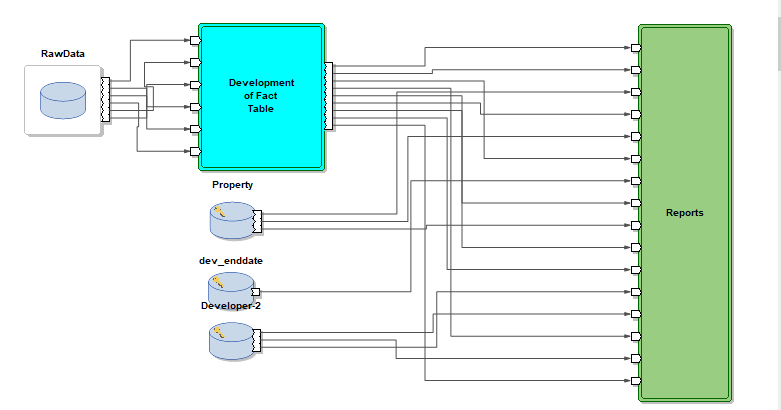 RawData
Development
of Fact
Table
Property
dev_enddate
Developer-2
Reports